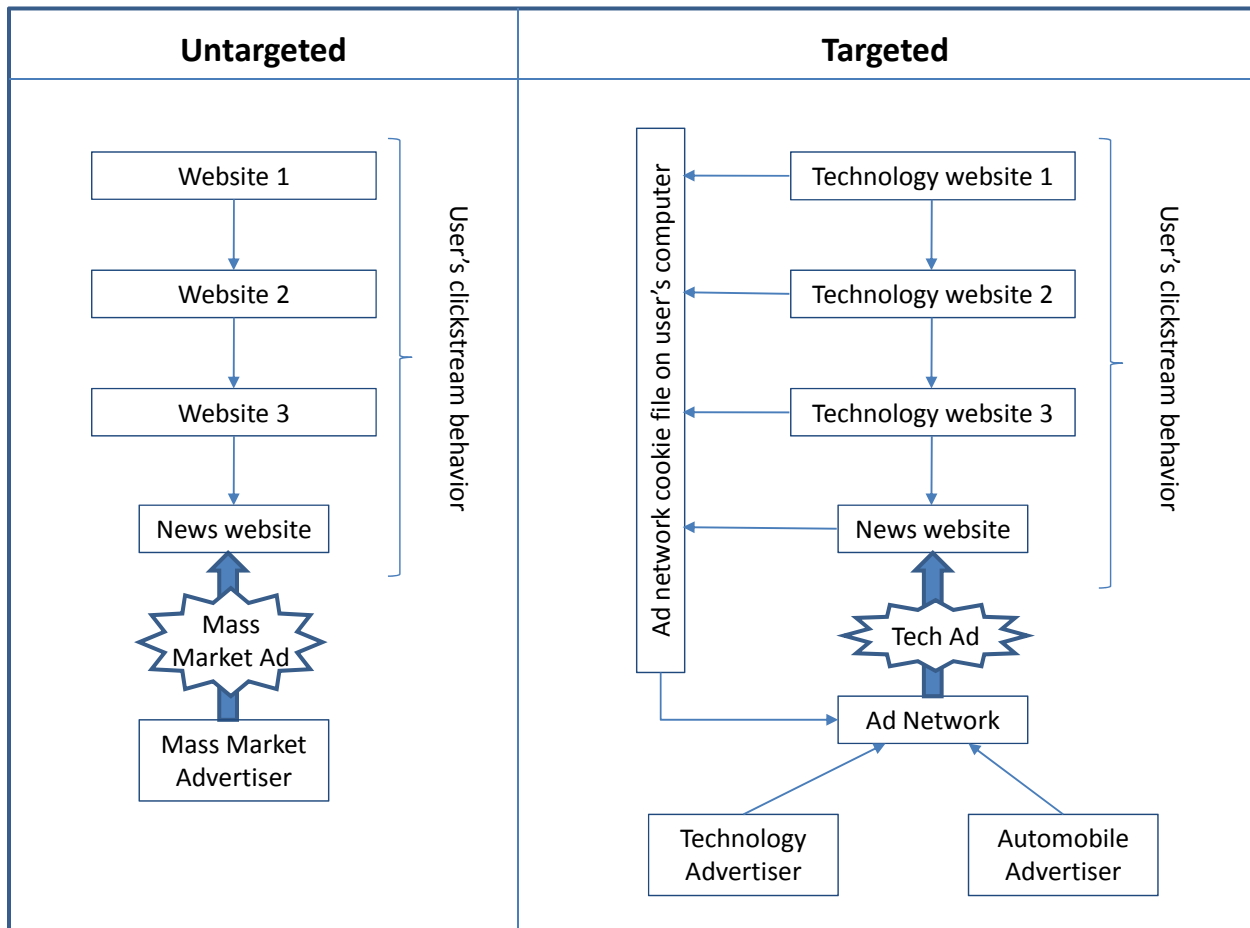 Untargeted
Website 1
Website 2
Website 3
News website
Mass
Market Ad
Mass Market
Advertiser
User's clickstream behavior
Targeted
Ad network cookie file on user's computer
Technology website 1
Technology website 2
Technology website 3
News website
Tech Ad
Ad Network
Technology
Advertiser
Automobile
Advertiser
User's clickstream behavior